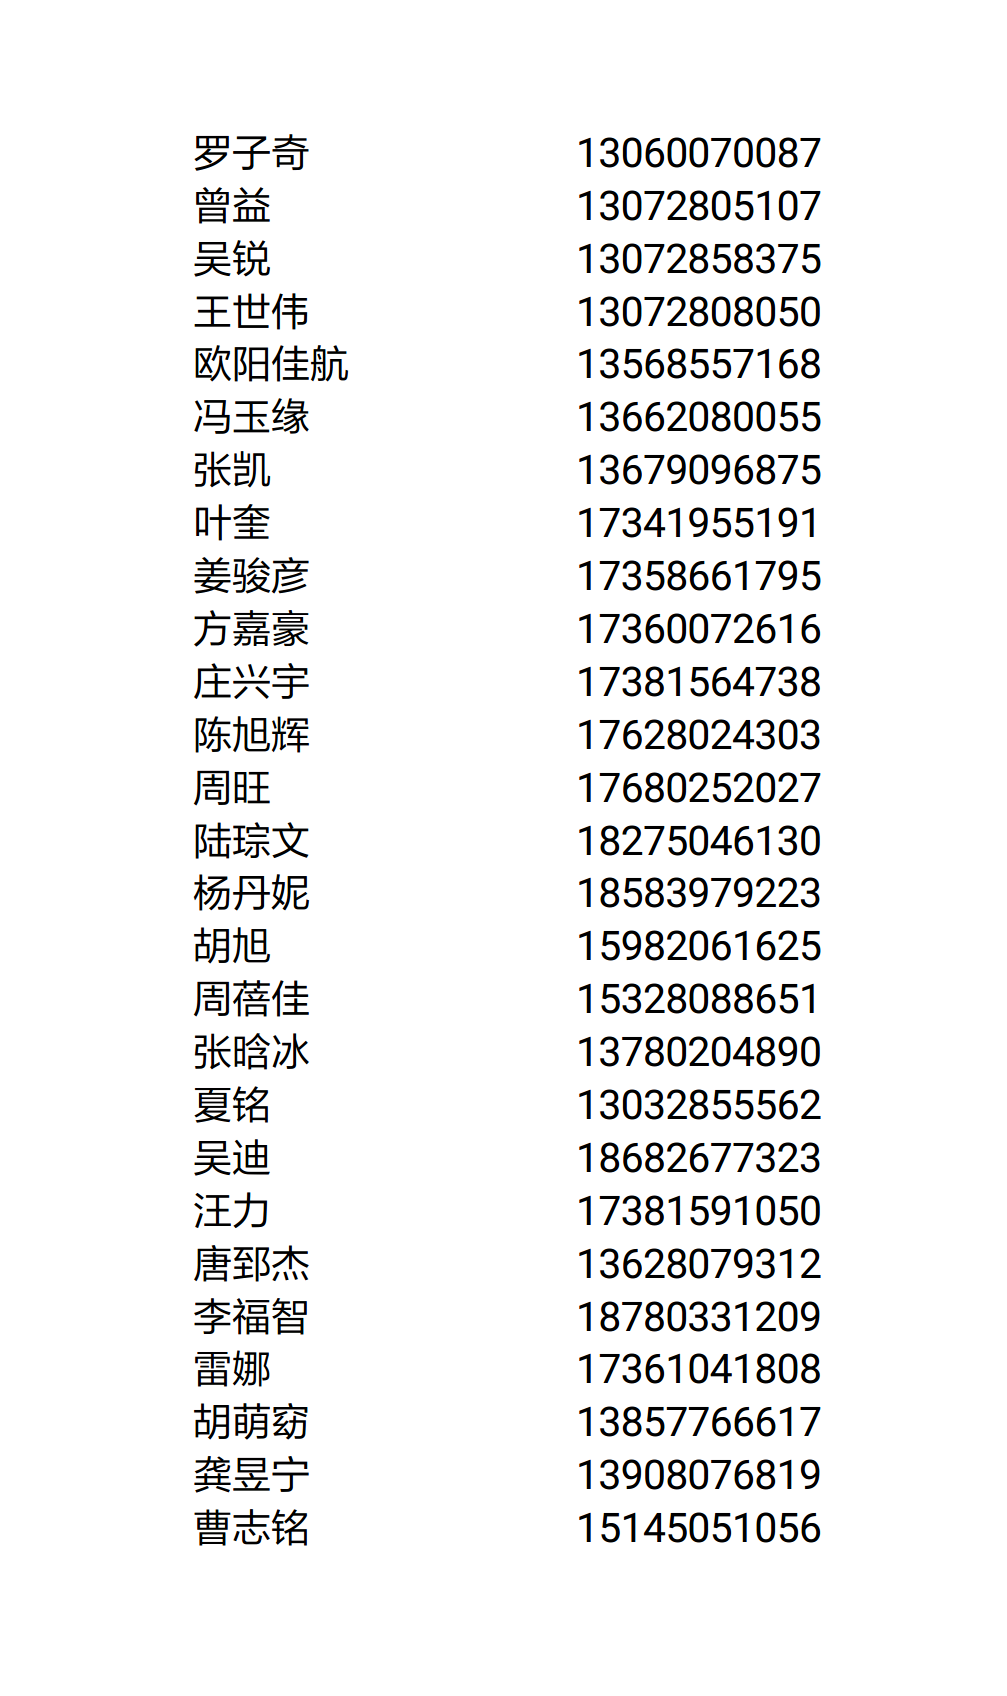 罗子奇 13060070087
曾益 13072805107
吴锐 13072858375
王世伟 13072808050
欧阳佳航 13568557168
冯玉缘 13662080055
张凯 13679096875
叶奎 17341955191
姜骏彦 17358661795
方嘉豪 17360072616
庄兴宇 17381564738
陈旭辉 17628024303
周旺 17680252027
陆琮文 18275046130
杨丹妮 18583979223
胡旭 15982061625
周蓓佳 15328088651
张晗冰 13780204890
夏铭 13032855562
吴迪 18682677323
汪力 17381591050
唐郅杰 13628079312
李福智 18780331209
雷娜 17361041808
胡萌窈 13857766617
龚昱宁 13908076819
曹志铭 15145051056